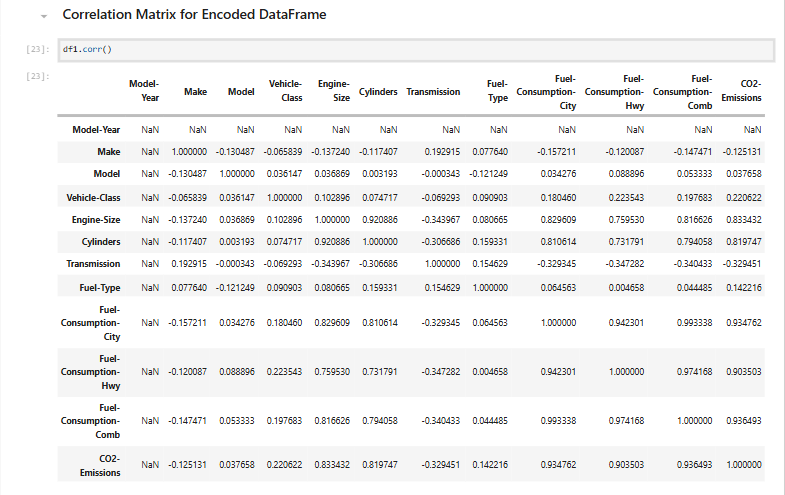 Correlation Matrix for Encoded DataFrame
[23]: df1.corr()
[23]:
Model-Year Make Model Vehicle-Class Engine-Size Cylinders Transmission Fuel-Type Fuel-Consumption-City Fuel-Consumption-Hwy Fuel-Consumption-Comb CO2-Emissions
Model-Year NaN NaN NaN NaN NaN NaN NaN NaN NaN NaN NaN NaN
Make NaN 1.000000 -0.130487 -0.065839 -0.137240 -0.117407 0.192915 0.077640 -0.157211 -0.120087 -0.147471 -0.125131
Model NaN -0.130487 1.000000 0.036147 0.036869 0.003193 -0.000343 -0.121249 0.034276 0.088896 0.053333 0.037658
Vehicle-Class NaN -0.065839 0.036147 1.000000 0.102896 0.074717 -0.069293 0.090903 0.180460 0.223543 0.197683 0.220622
Engine-Size NaN -0.137240 0.036869 0.102896 1.000000 0.920886 -0.343967 0.080665 0.829609 0.759530 0.816626 0.833432
Cylinders NaN -0.117407 0.003193 0.074717 0.920886 1.000000 -0.306686 0.159331 0.810614 0.731791 0.794058 0.819747
Transmission NaN 0.192915 -0.000343 -0.069293 -0.343967 -0.306686 1.000000 0.154629 -0.329345 -0.347282 -0.340433 -0.329451
Fuel-Type NaN 0.077640 -0.121249 0.090903 0.080665 0.159331 0.154629 1.000000 0.064563 0.004658 0.044485 0.142216
Fuel-Consumption-City NaN -0.157211 0.034276 0.180460 0.829609 0.810614 -0.329345 0.064563 1.000000 0.942301 0.993338 0.934762
Fuel-Consumption-Hwy NaN -0.120087 0.088896 0.223543 0.759530 0.731791 -0.347282 0.004658 0.942301 1.000000 0.974168 0.903503
Fuel-Consumption-Comb NaN -0.147471 0.053333 0.197683 0.816626 0.794058 -0.340433 0.044485 0.993338 0.974168 1.000000 0.936493
CO2-Emissions NaN -0.125131 0.037658 0.220622 0.833432 0.819747 -0.329451 0.142216 0.934762 0.903503 0.936493 1.000000